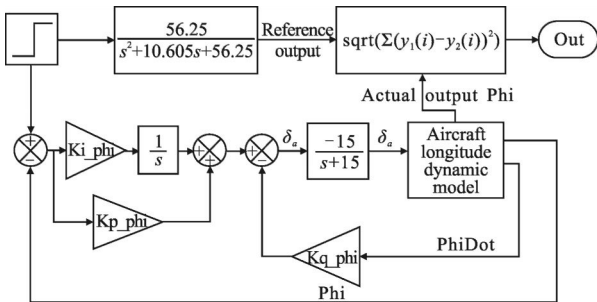 56.25
s²+10.605s+56.25
Reference
output
sqrt(Σ(y₁(i)−y₂(i))²)
Out
Actual output Phi
+
−
Ki_phi
1
s
+
+
+
−
δₐ
−15
s+15
δₐ
Aircraft
longitude
dynamic
model
Kp_phi
Kq_phi
PhiDot
Phi